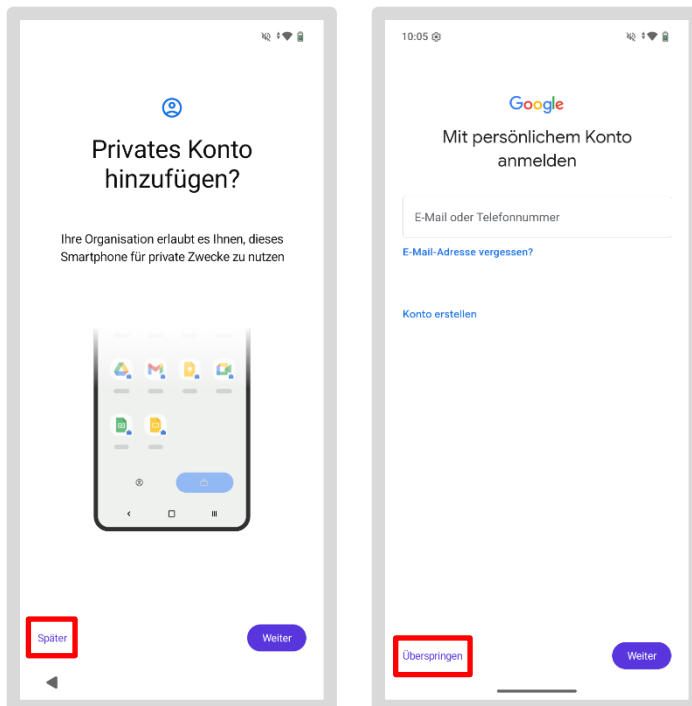 Privates Konto
hinzufügen?
Ihre Organisation erlaubt es Ihnen, dieses
Smartphone für private Zwecke zu nutzen
Später
Weiter
10:05
Google
Mit persönlichem Konto
anmelden
E-Mail oder Telefonnummer
E-Mail-Adresse vergessen?
Konto erstellen
Überspringen
Weiter